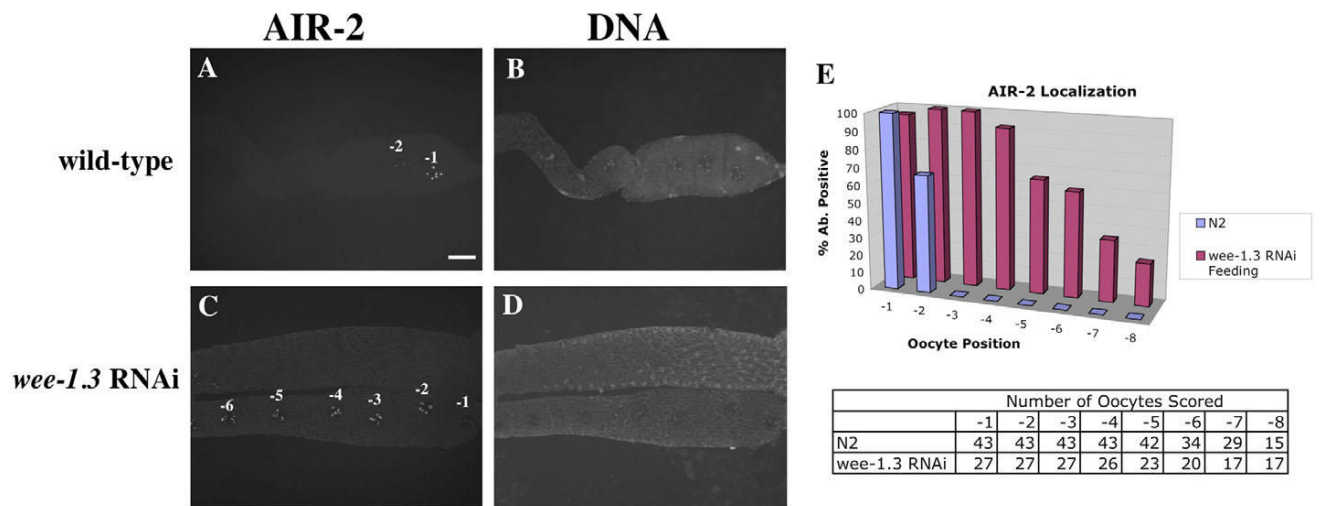 AIR-2
DNA
wild-type
A
-2
-1
B
wee-1.3 RNAi
C
-6
-5
-4
-3
-2
-1
D
E
AIR-2 Localization
% Ab. Positive
100
90
80
70
60
50
40
30
20
10
0
-1
-2
-3
-4
-5
-6
-7
-8
Oocyte Position
N2
wee-1.3 RNAi
Feeding
Number of Oocytes Scored
-1 -2 -3 -4 -5 -6 -7 -8
N2 43 43 43 43 42 34 29 15
wee-1.3 RNAi 27 27 27 26 23 20 17 17